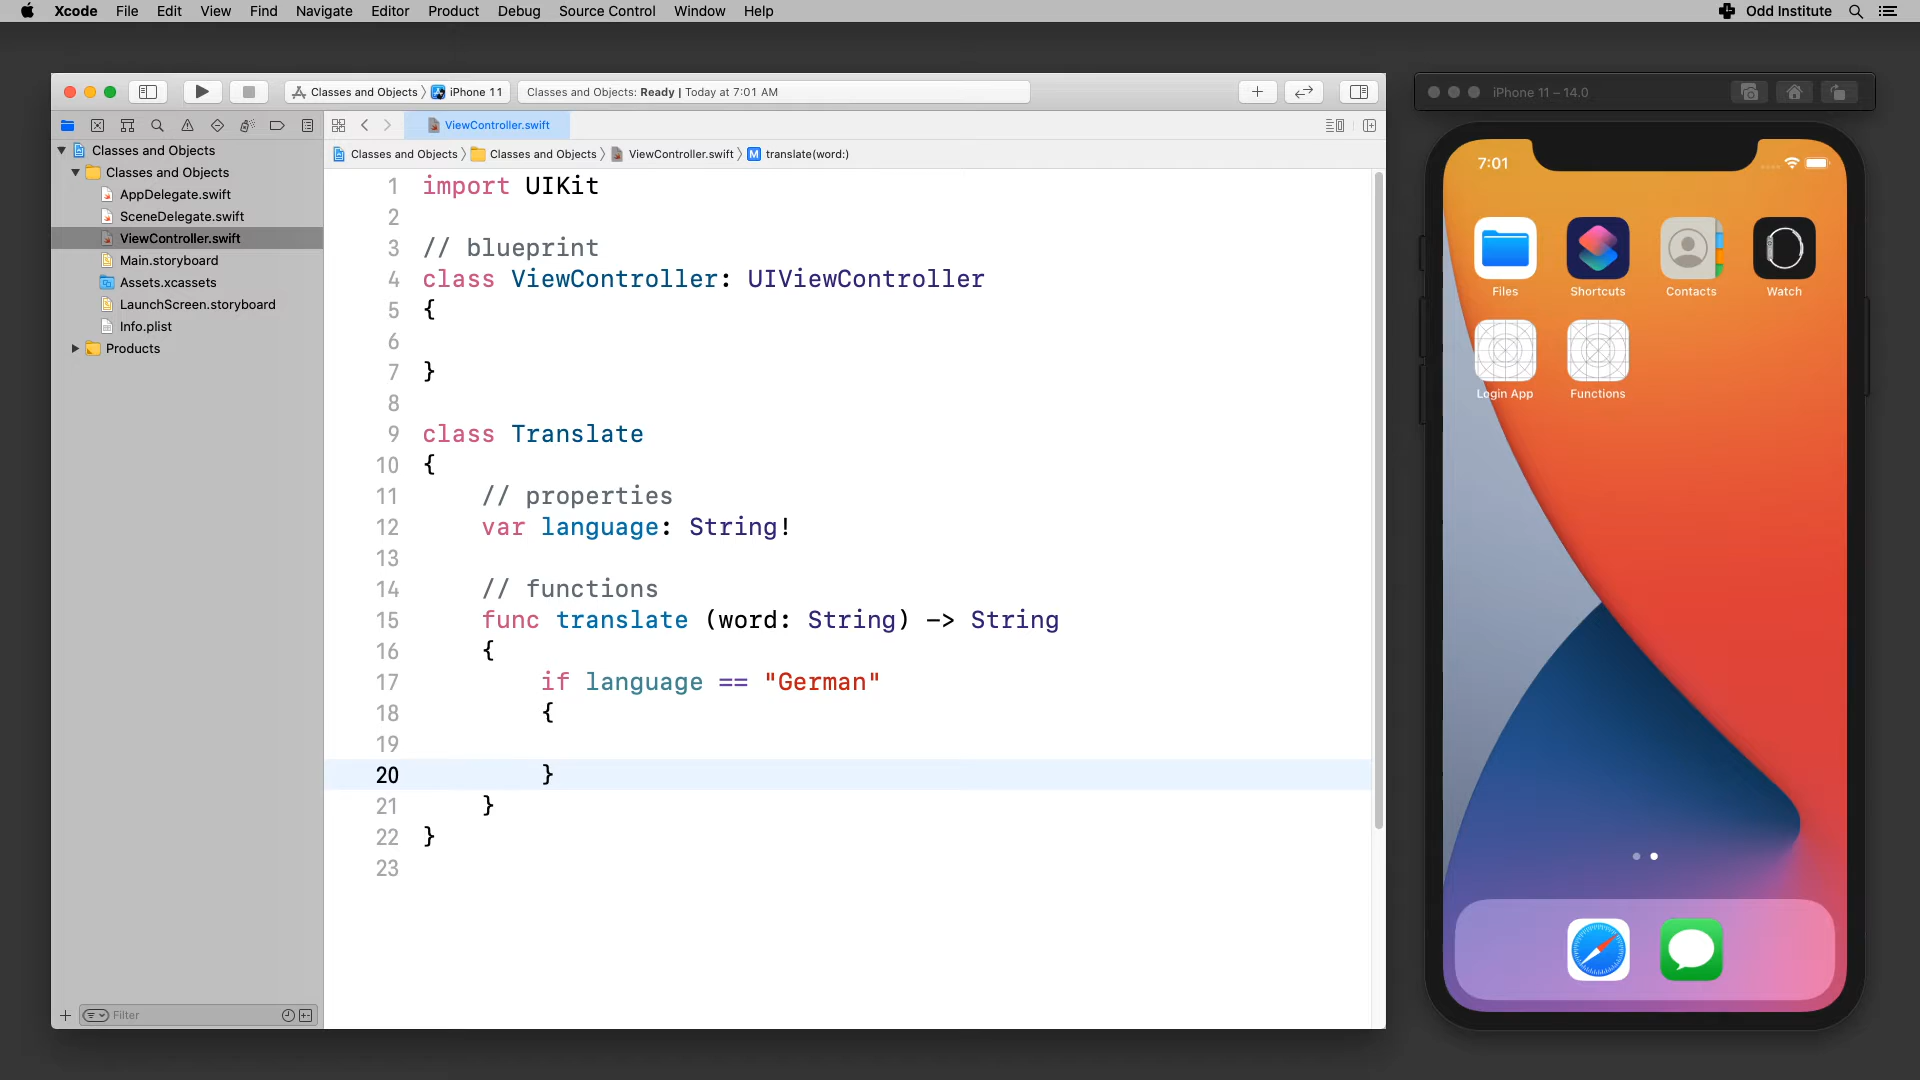 Xcode File Edit View Find Navigate Editor Product Debug Source Control Window Help Odd Institute
Classes and Objects iPhone 11 Classes and Objects: Ready | Today at 7:01 AM
ViewController.swift
Classes and Objects Classes and Objects ViewController.swift M translate(word:)
Classes and Objects
Classes and Objects
AppDelegate.swift
SceneDelegate.swift
ViewController.swift
Main.storyboard
Assets.xcassets
LaunchScreen.storyboard
Info.plist
Products
Filter
1 import UIKit
2
3 // blueprint
4 class ViewController: UIViewController
5 {
6
7 }
8
9 class Translate
10 {
11 // properties
12 var language: String!
13
14 // functions
15 func translate (word: String) -> String
16 {
17 if language == "German"
18 {
19
20 }
21 }
22 }
23
iPhone 11 – 14.0
7:01
Files Shortcuts Contacts Watch
Login App Functions